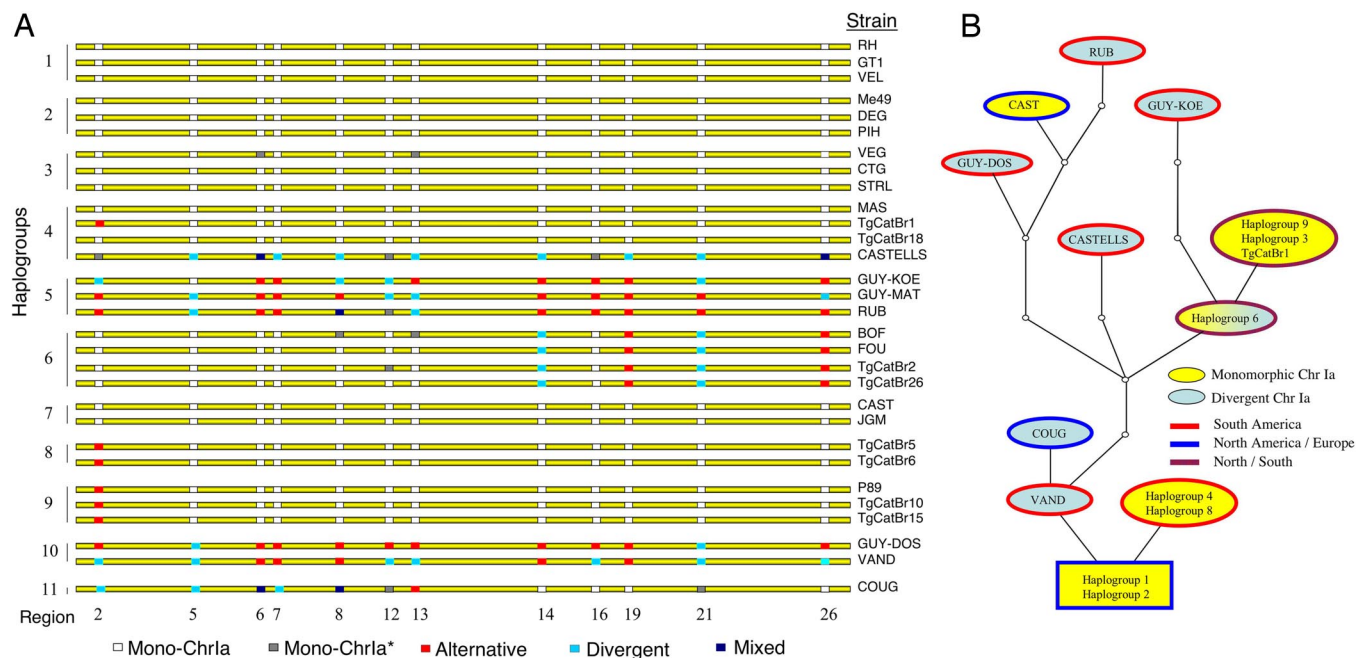 A
Strain
Haplogroups
1
RH
GT1
VEL
2
Me49
DEG
PIH
3
VEG
CTG
STRL
4
MAS
TgCatBr1
TgCatBr18
CASTELLS
5
GUY-KOE
GUY-MAT
RUB
6
BOF
FOU
TgCatBr2
TgCatBr26
7
CAST
JGM
8
TgCatBr5
TgCatBr6
9
P89
TgCatBr10
TgCatBr15
10
GUY-DOS
VAND
11
COUG
Region 2 5 6 7 8 12 13 14 16 19 21 26
Mono-ChrIa Mono-ChrIa* Alternative Divergent Mixed
B
RUB
CAST
GUY-KOE
GUY-DOS
CASTELLS
Haplogroup 9
Haplogroup 3
TgCatBr1
Haplogroup 6
Monomorphic Chr Ia
Divergent Chr Ia
South America
North America / Europe
North / South
COUG
VAND
Haplogroup 4
Haplogroup 8
Haplogroup 1
Haplogroup 2